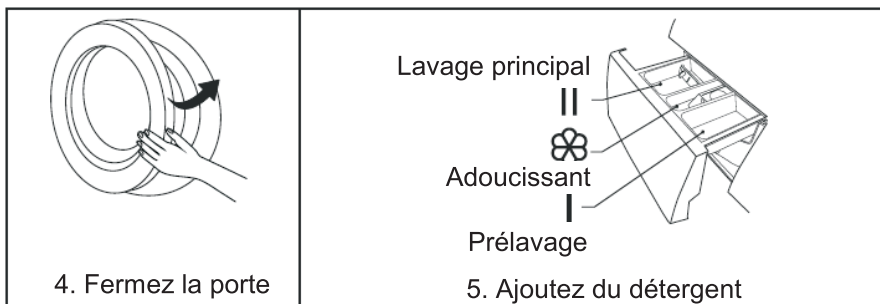 Lavage principal
II
Adoucissant
I
Prélavage
4. Fermez la porte
5. Ajoutez du détergent